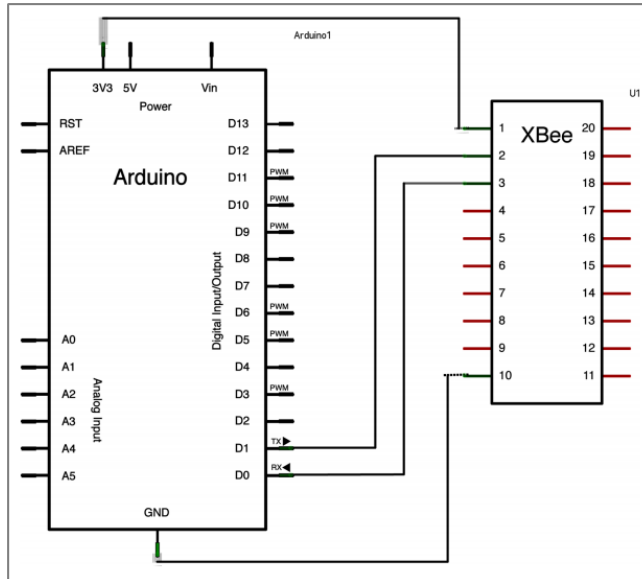 Arduino1
3V3 5V Vin
Power
RST
AREF
Arduino
D13
D12
PWM D11
D10
PWM
D9
PWM
D8
D7
D6
PWM
D5
PWM
D4
D3
PWM
D2
D1
TX
D0
RX
Digital Input/Output
A0
A1
A2
A3
A4
A5
Analog Input
GND
U1
XBee
1 20
2 19
3 18
4 17
5 16
6 15
7 14
8 13
9 12
10 11